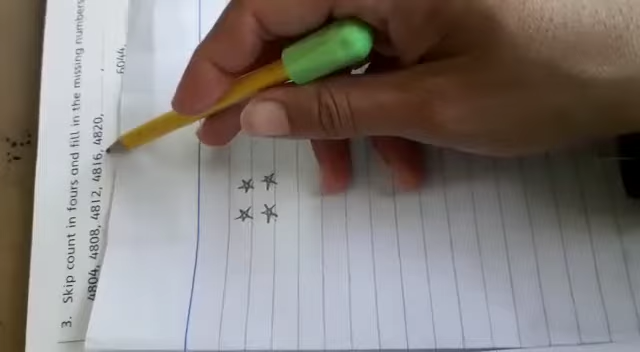 3. Skip count in fours and fill in the missing numbers
4804, 4808, 4812, 4816, 4820,
6044,